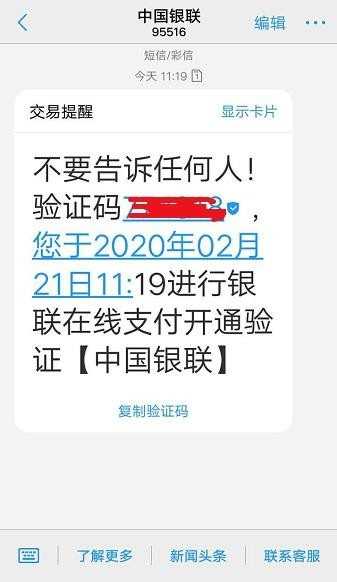 中国银联
95516
编辑
短信/彩信
今天 11:19 1
交易提醒
显示卡片
不要告诉任何人！
验证码 ，
您于2020年02月
21日11:19进行银
联在线支付开通验
证【中国银联】
复制验证码
了解更多
新闻头条
联系客服